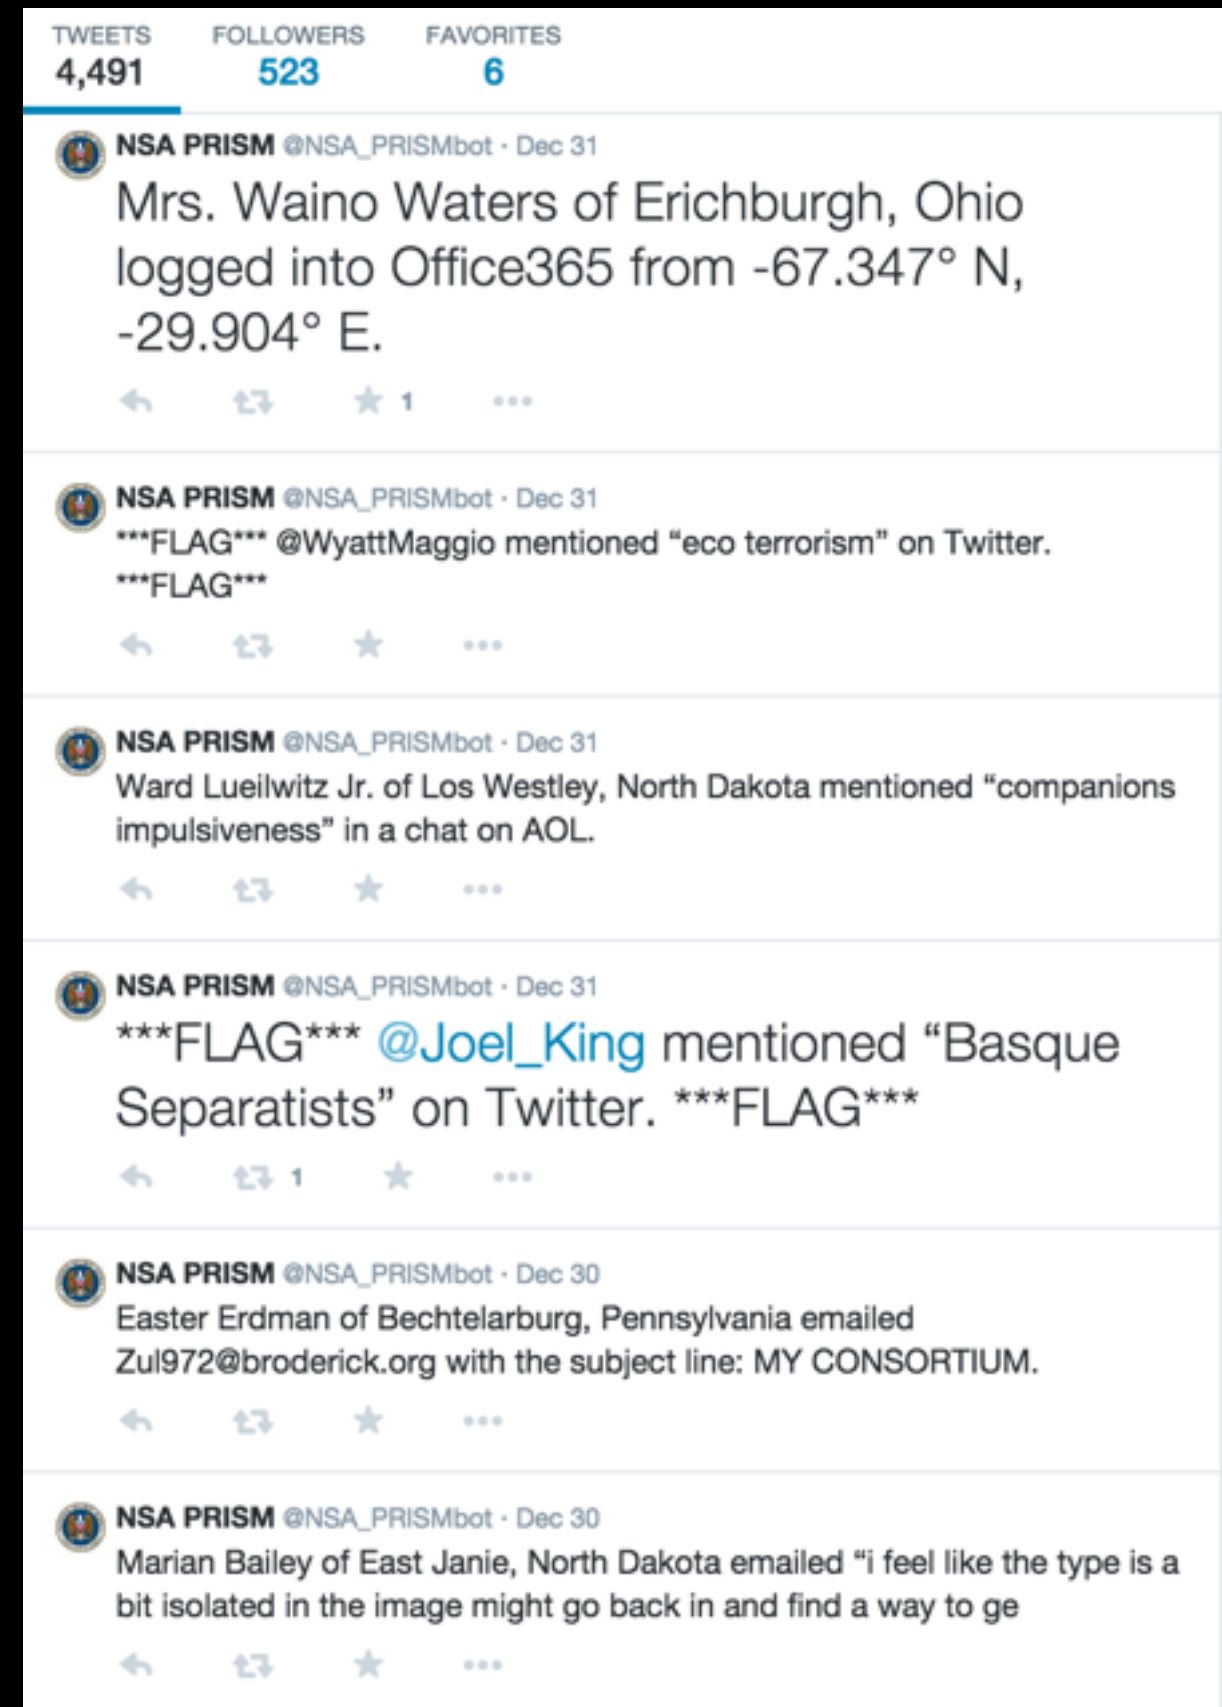 TWEETS FOLLOWERS FAVORITES
4,491 523 6
NSA PRISM @NSA_PRISMbot · Dec 31
Mrs. Waino Waters of Erichburgh, Ohio
logged into Office365 from -67.347° N,
-29.904° E.
1
NSA PRISM @NSA_PRISMbot · Dec 31
***FLAG*** @WyattMaggio mentioned “eco terrorism” on Twitter.
***FLAG***
NSA PRISM @NSA_PRISMbot · Dec 31
Ward Lueilwitz Jr. of Los Westley, North Dakota mentioned “companions
impulsiveness” in a chat on AOL.
NSA PRISM @NSA_PRISMbot · Dec 31
***FLAG*** @Joel_King mentioned “Basque
Separatists” on Twitter. ***FLAG***
1
NSA PRISM @NSA_PRISMbot · Dec 30
Easter Erdman of Bechtelarburg, Pennsylvania emailed
Zul972@broderick.org with the subject line: MY CONSORTIUM.
NSA PRISM @NSA_PRISMbot · Dec 30
Marian Bailey of East Janie, North Dakota emailed “i feel like the type is a
bit isolated in the image might go back in and find a way to ge